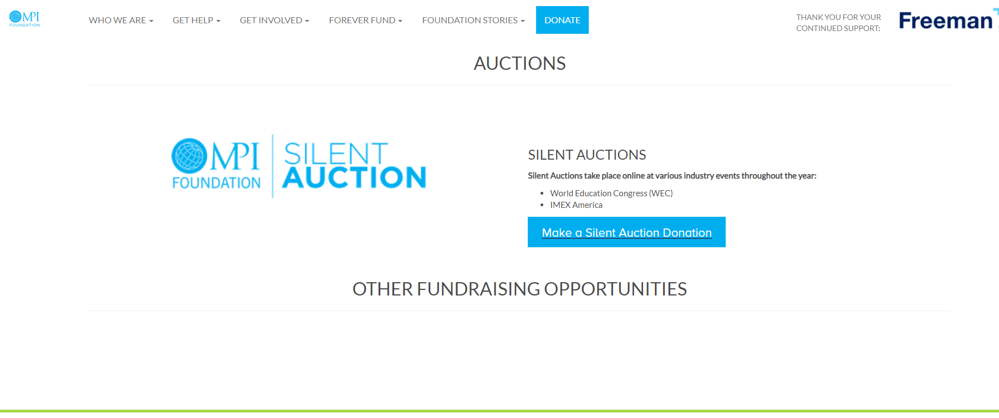 MPI
FOUNDATION
WHO WE ARE
GET HELP
GET INVOLVED
FOREVER FUND
FOUNDATION STORIES
DONATE
THANK YOU FOR YOUR
CONTINUED SUPPORT:
Freeman
AUCTIONS
MPI
FOUNDATION
SILENT
AUCTION
SILENT AUCTIONS
Silent Auctions take place online at various industry events throughout the year:
World Education Congress (WEC)
IMEX America
Make a Silent Auction Donation
OTHER FUNDRAISING OPPORTUNITIES